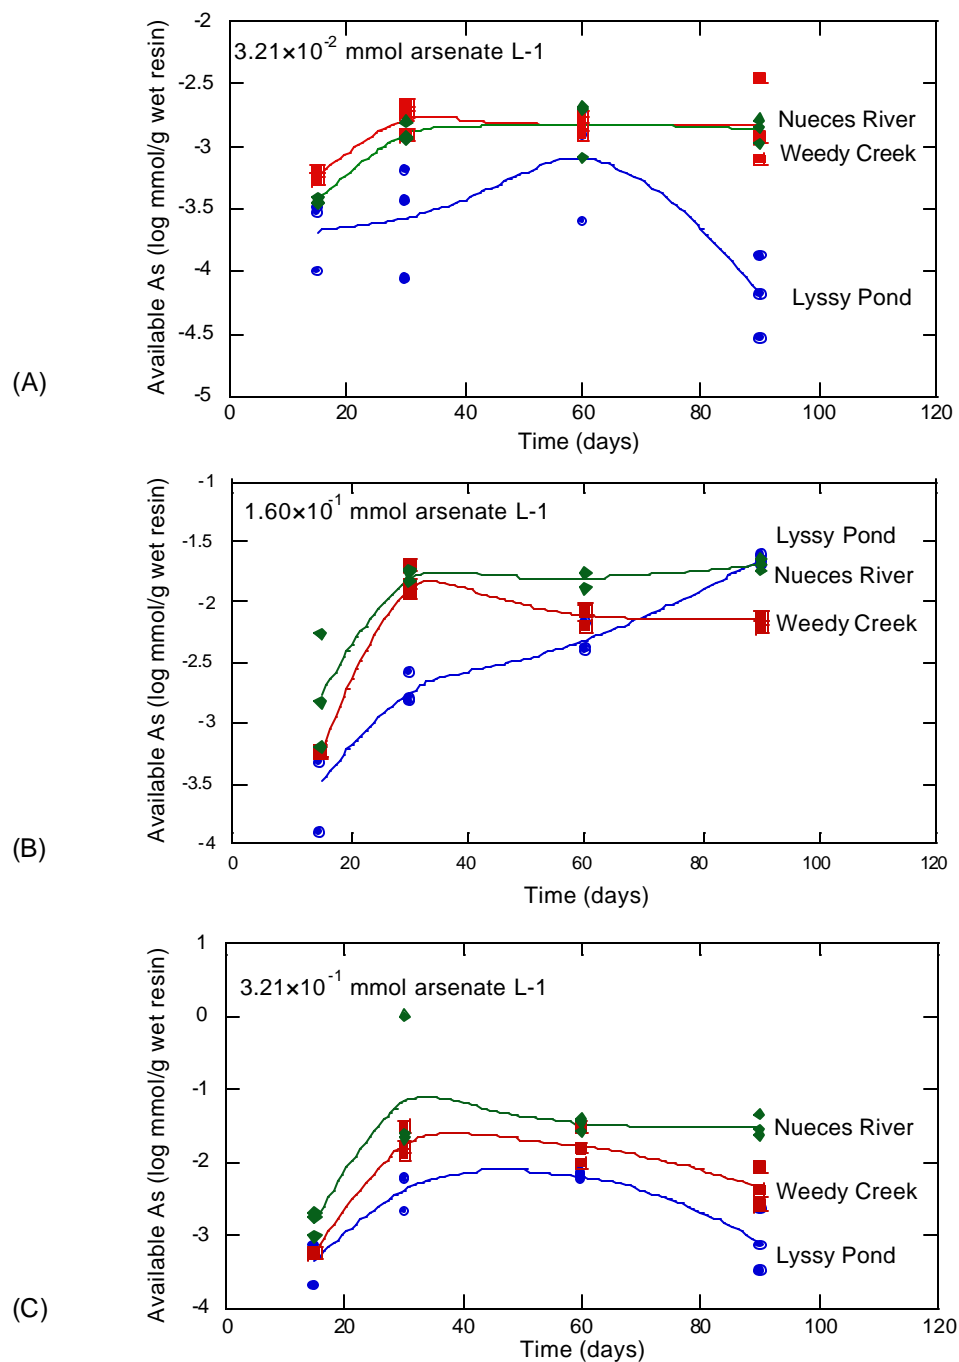 -2
3.21×10-2 mmol arsenate L-1
-2.5
Nueces River
-3
Weedy Creek
-3.5
-4
Lyssy Pond
-4.5
-5
Available As (log mmol/g wet resin)
(A)
0 20 40 60 80 100 120
Time (days)
-1
1.60×10-1 mmol arsenate L-1
Lyssy Pond
-1.5
Nueces River
-2
Weedy Creek
-2.5
-3
-3.5
-4
Available As (log mmol/g wet resin)
(B)
0 20 40 60 80 100 120
Time (days)
1
3.21×10-1 mmol arsenate L-1
0
-1
Nueces River
-2
Weedy Creek
-3
Lyssy Pond
-4
Available As (log mmol/g wet resin)
(C)
0 20 40 60 80 100 120
Time (days)